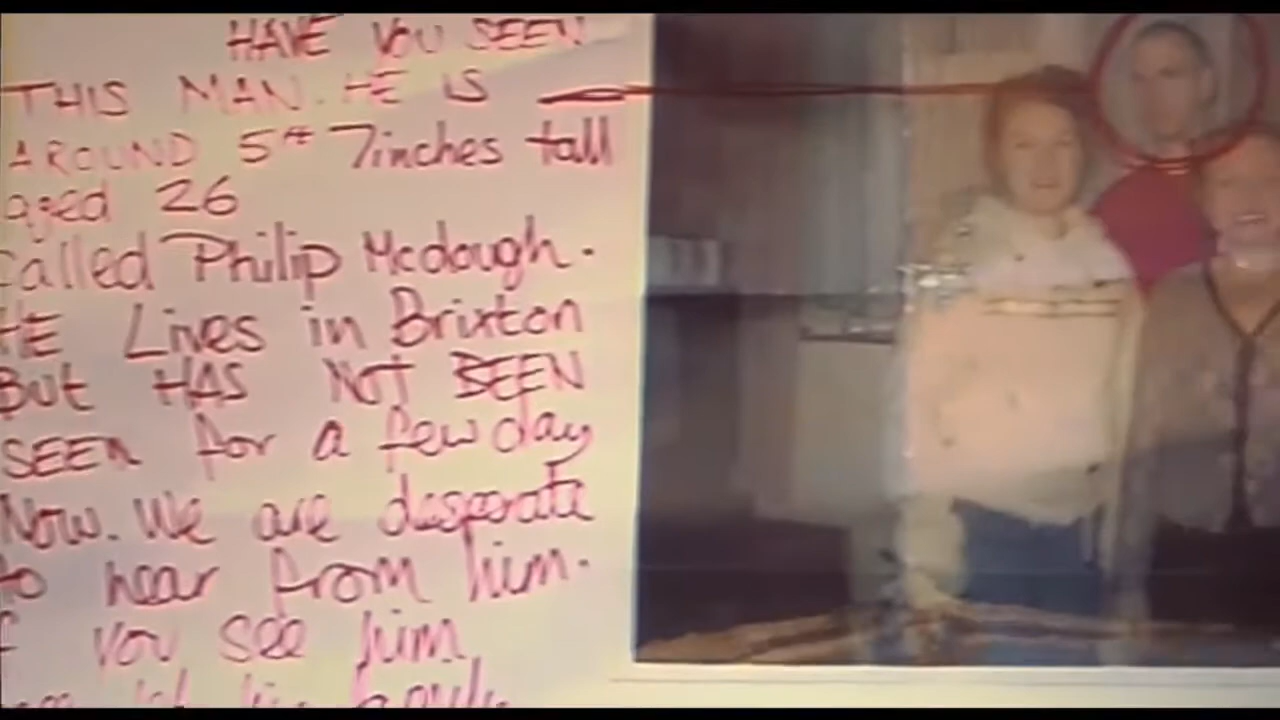 HAVE YOU SEEN
THIS MAN. HE IS
AROUND 5ft 7inches tall
aged 26
called Philip Mcdough.
HE Lives in Brixton
But HAS NOT BEEN
SEEN for a few day
Now. We are desperate
to hear from him.
you see him